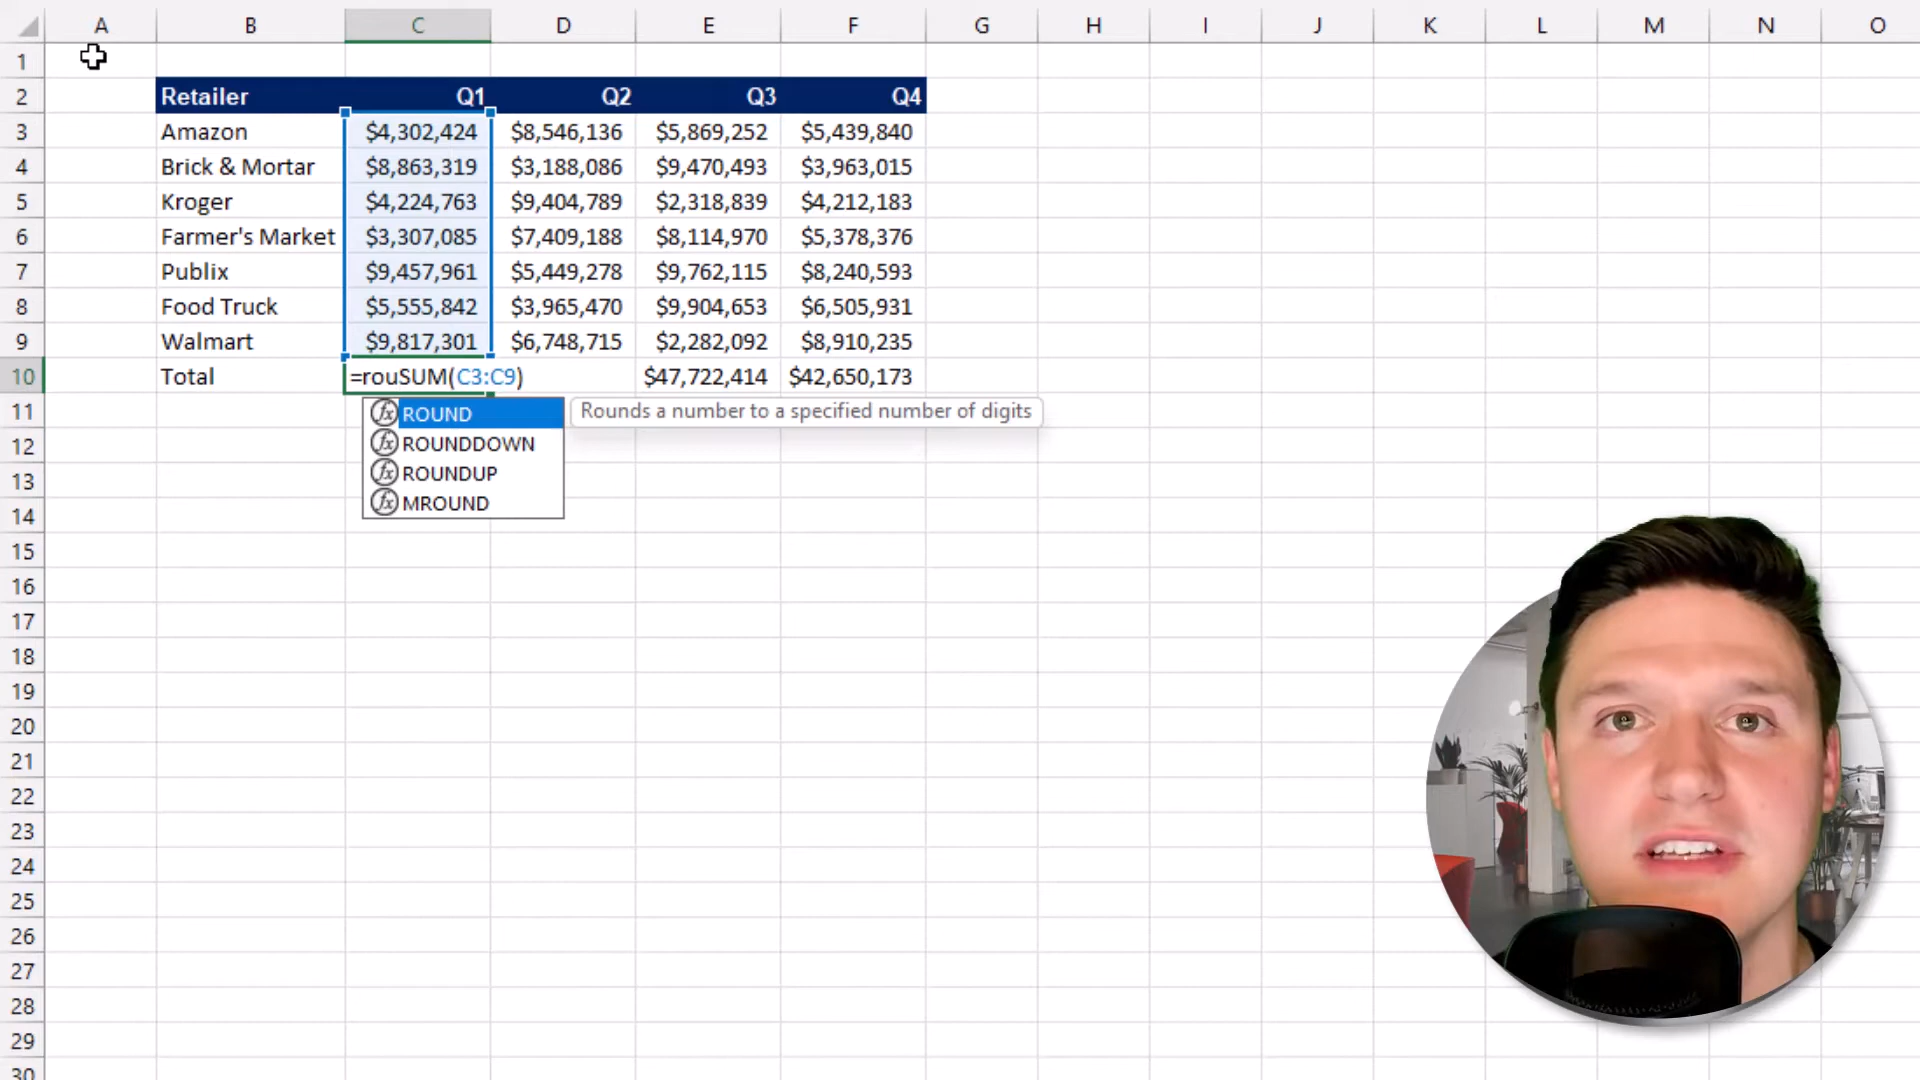 A B C D E F G H I J K L M N O
1
2 Retailer Q1 Q2 Q3 Q4
3 Amazon $4,302,424 $8,546,136 $5,869,252 $5,439,840
4 Brick & Mortar $8,863,319 $3,188,086 $9,470,493 $3,963,015
5 Kroger $4,224,763 $9,404,789 $2,318,839 $4,212,183
6 Farmer's Market $3,307,085 $7,409,188 $8,114,970 $5,378,376
7 Publix $9,457,961 $5,449,278 $9,762,115 $8,240,593
8 Food Truck $5,555,842 $3,965,470 $9,904,653 $6,505,931
9 Walmart $9,817,301 $6,748,715 $2,282,092 $8,910,235
10 Total =rouSUM(C3:C9) $47,722,414 $42,650,173
11 fx ROUND Rounds a number to a specified number of digits
12 fx ROUNDDOWN
13 fx ROUNDUP
14 fx MROUND
15
16
17
18
19
20
21
22
23
24
25
26
27
28
29
30